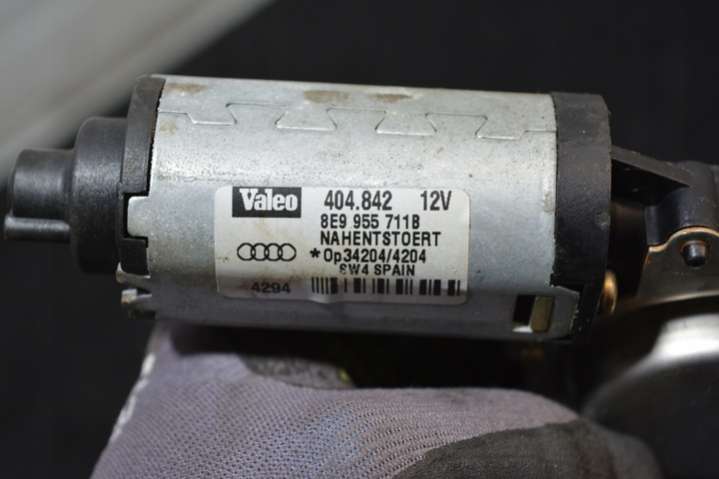 Valeo 404.842 12V
8E9 955 711B
NAHENTSTOERT
*Op34204/4204
SW4 SPAIN
4294